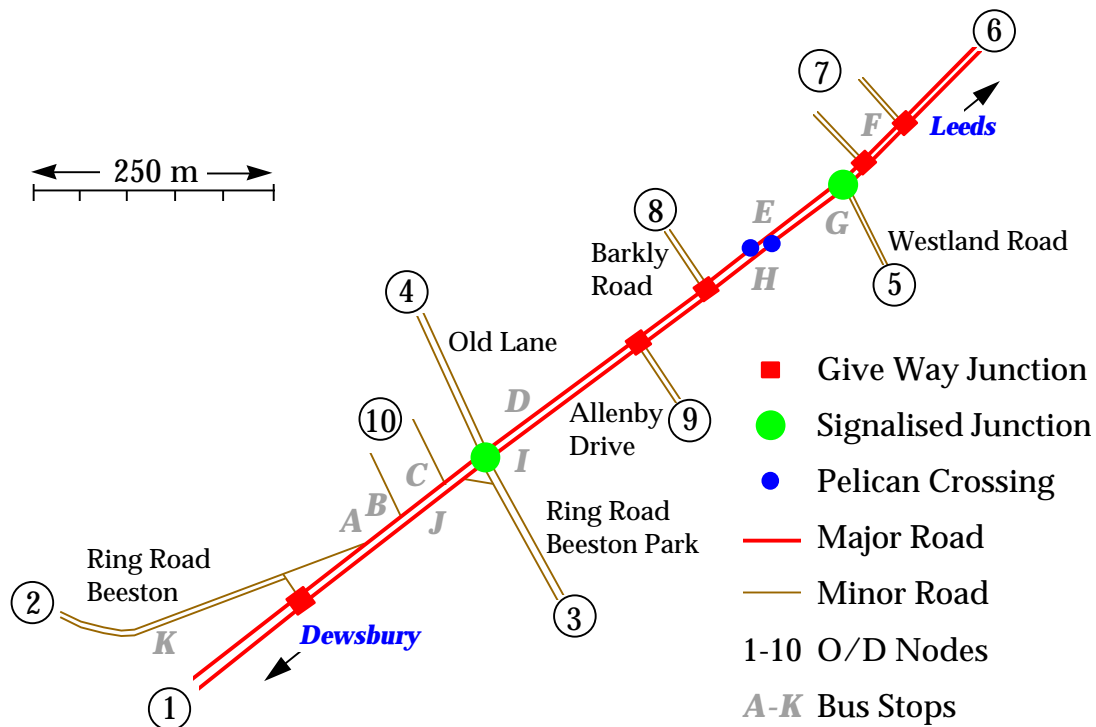 6
7
F
Leeds
250 m
8
E
G
Westland Road
Barkly
Road
H
5
4
Old Lane
Give Way Junction
D
Allenby
Drive
9
10
Signalised Junction
C
I
B
Pelican Crossing
A
J
Ring Road
Beeston Park
Major Road
Ring Road
Beeston
2
Minor Road
3
K
Dewsbury
1-10 O/D Nodes
1
A-K Bus Stops